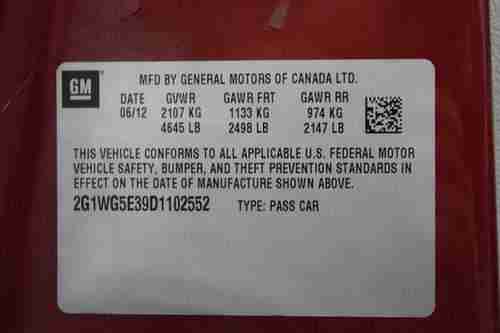 GM
MFD BY GENERAL MOTORS OF CANADA LTD.
DATE GVWR GAWR FRT GAWR RR
06/12 2107 KG 1133 KG 974 KG
4645 LB 2498 LB 2147 LB
THIS VEHICLE CONFORMS TO ALL APPLICABLE U.S. FEDERAL MOTOR
VEHICLE SAFETY, BUMPER, AND THEFT PREVENTION STANDARDS IN
EFFECT ON THE DATE OF MANUFACTURE SHOWN ABOVE.
2G1WG5E39D1102552 TYPE: PASS CAR